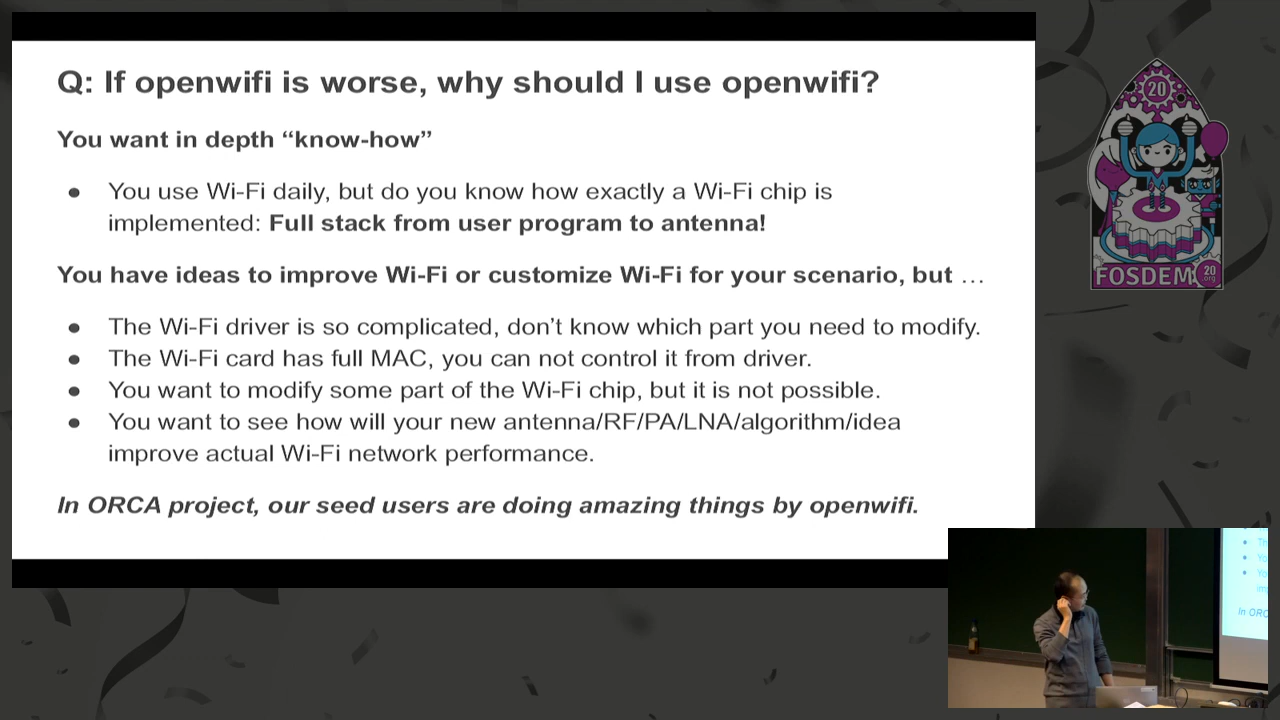 Q: If openwifi is worse, why should I use openwifi?
You want in depth “know-how”
● You use Wi-Fi daily, but do you know how exactly a Wi-Fi chip is
implemented: Full stack from user program to antenna!
You have ideas to improve Wi-Fi or customize Wi-Fi for your scenario, but …
● The Wi-Fi driver is so complicated, don’t know which part you need to modify.
● The Wi-Fi card has full MAC, you can not control it from driver.
● You want to modify some part of the Wi-Fi chip, but it is not possible.
● You want to see how will your new antenna/RF/PA/LNA/algorithm/idea
improve actual Wi-Fi network performance.
In ORCA project, our seed users are doing amazing things by openwifi.
20
FOSDEM
20
.org
In ORC